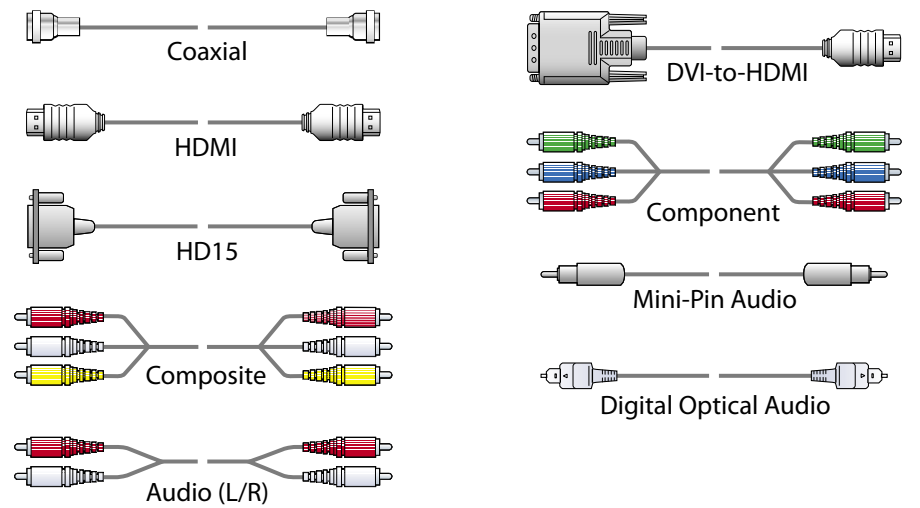 Coaxial
HDMI
HD15
Composite
Audio (L/R)
DVI-to-HDMI
Component
Mini-Pin Audio
Digital Optical Audio